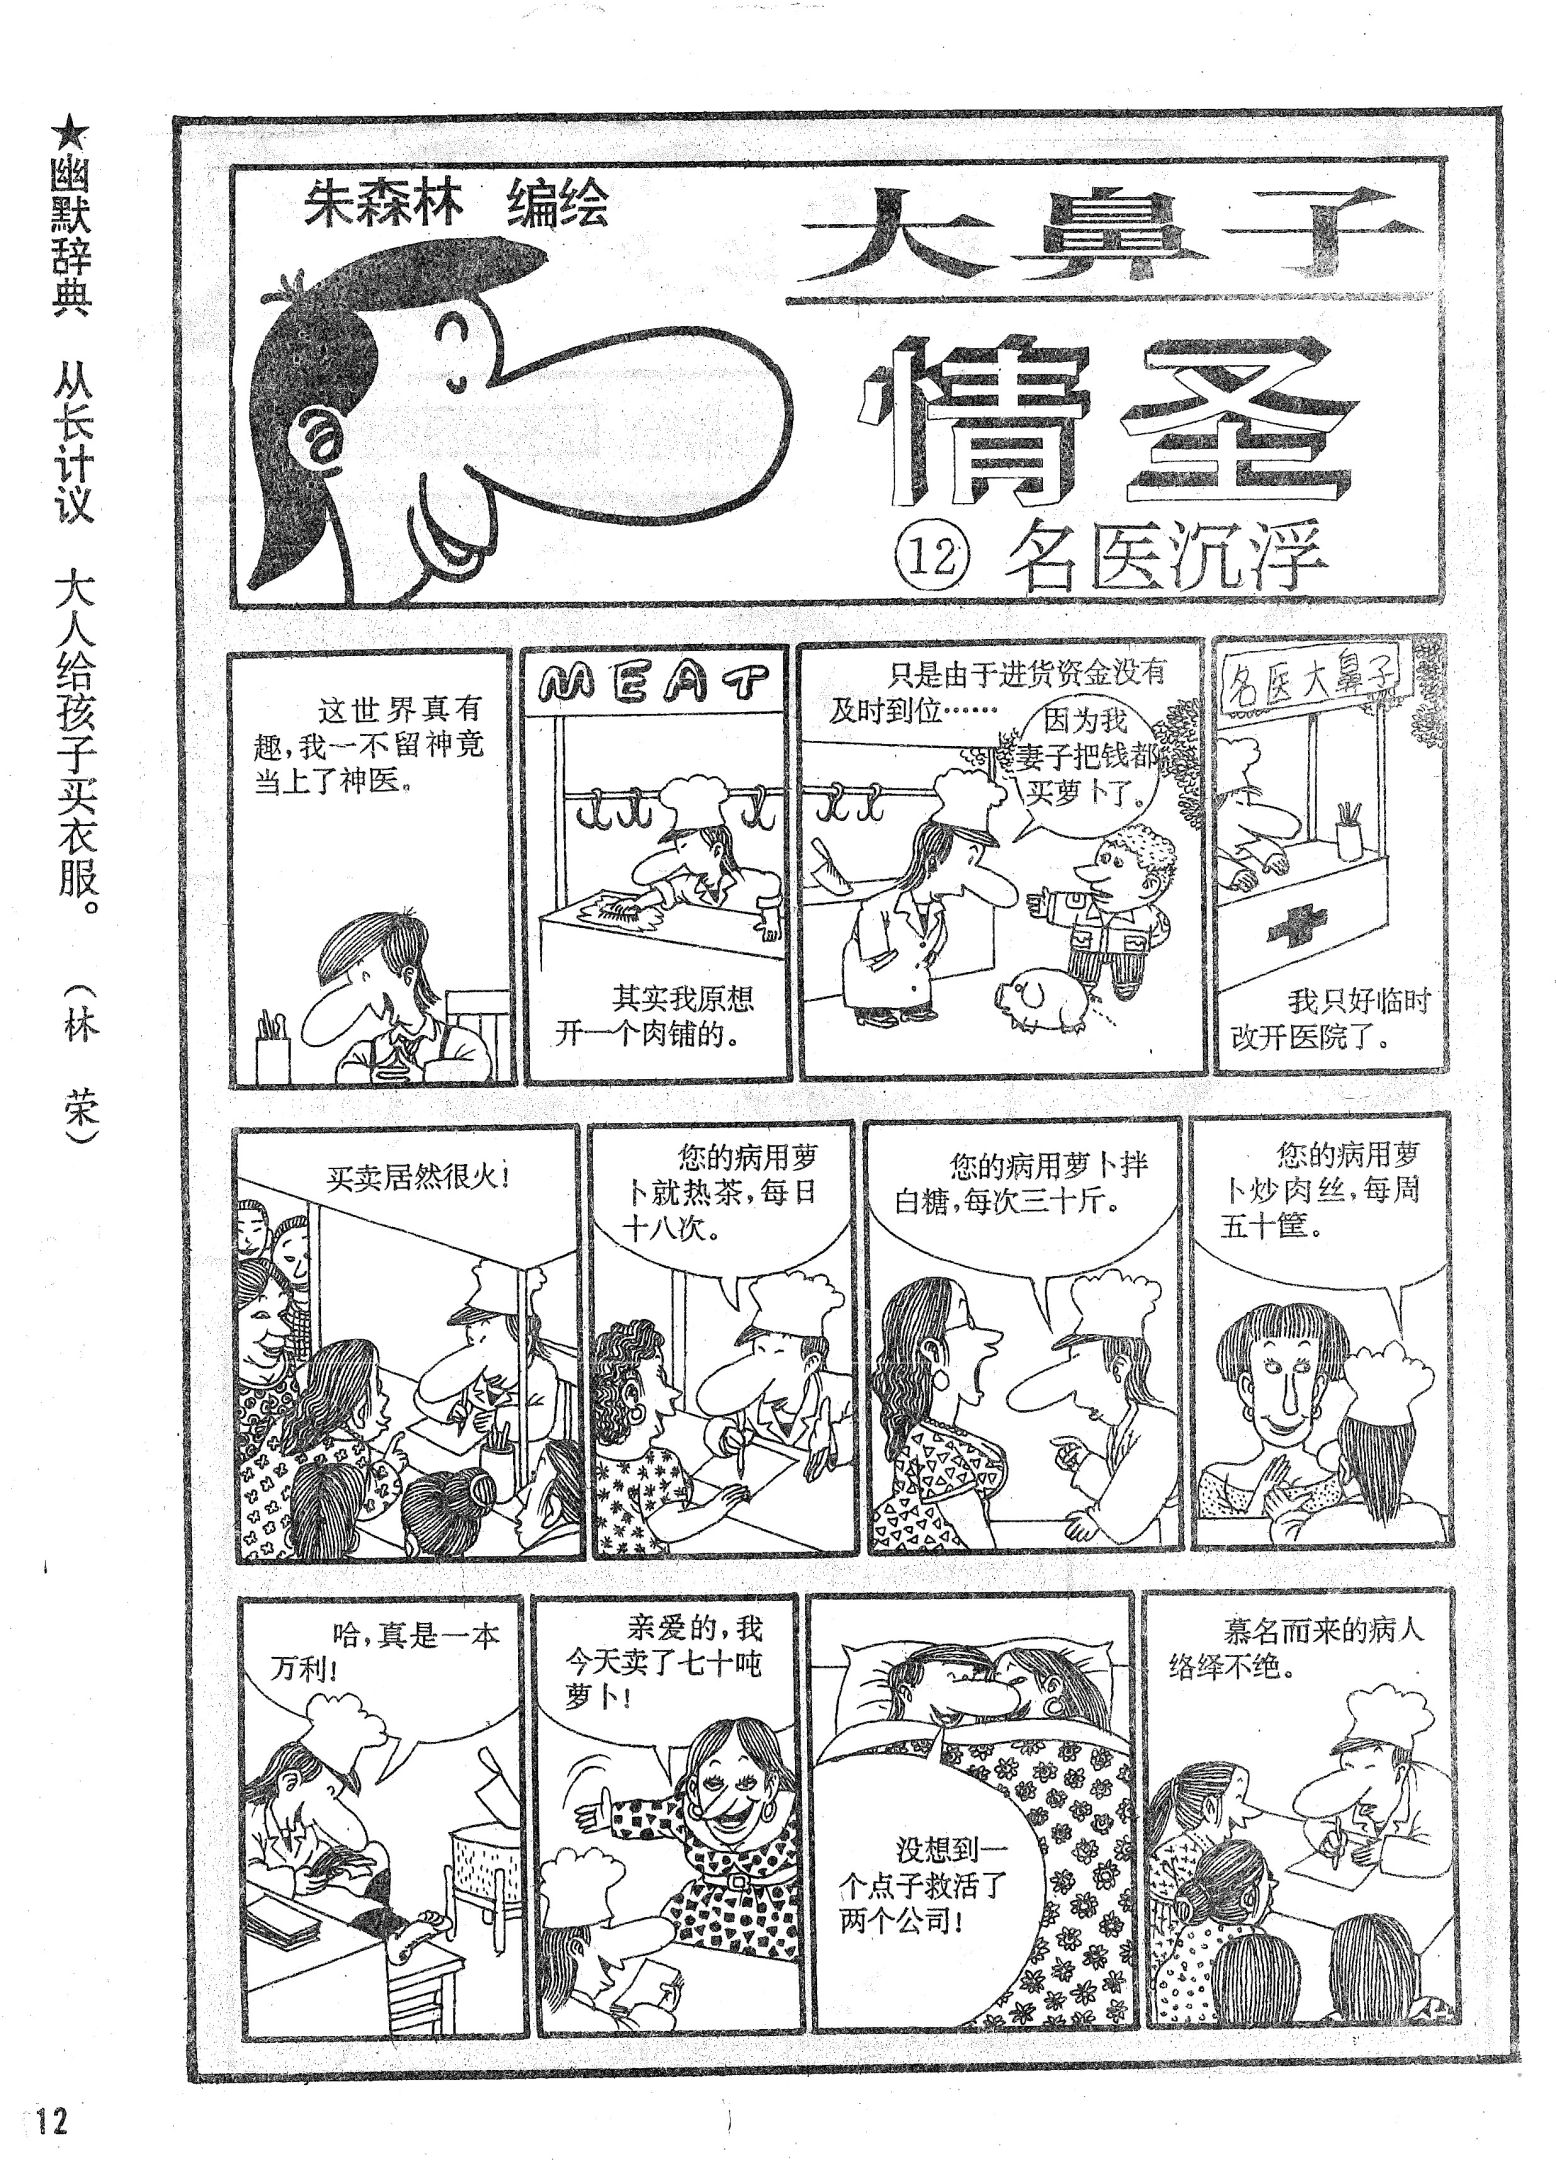 ★幽默辞典 从长计议 大人给孩子买衣服。 （林 荣）
朱森林 编绘
大鼻子
情圣
⑫名医沉浮
这世界真有
趣，我一不留神竟
当上了神医。
MEAT
其实我原想
开一个肉铺的。
只是由于进货资金没有
及时到位……
因为我
妻子把钱都
买萝卜了。
名医大鼻子
我只好临时
改开医院了。
买卖居然很火！
您的病用萝
卜就热茶，每日
十八次。
您的病用萝卜拌
白糖，每次三十斤。
您的病用萝
卜炒肉丝，每周
五十筐。
哈，真是一本
万利！
亲爱的，我
今天卖了七十吨
萝卜！
没想到一
个点子救活了
两个公司！
慕名而来的病人
络绎不绝。
12